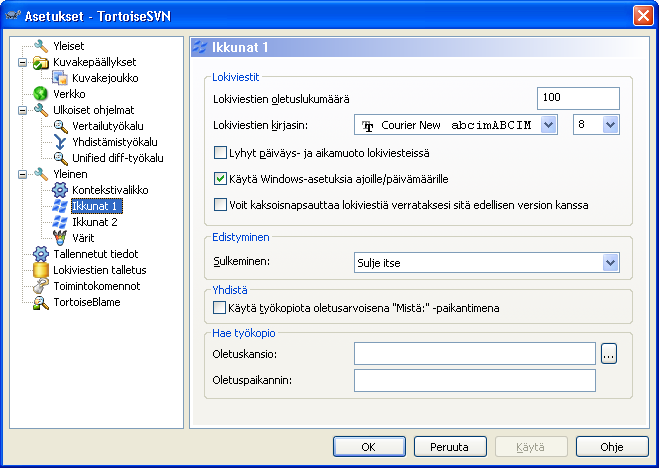 Asetukset - TortoiseSVN
Yleiset
Kuvakepäällykset
Kuvakejoukko
Verkko
Ulkoiset ohjelmat
Vertailutyökalu
Yhdistämistyökalu
Unified diff-työkalu
Yleinen
Kontekstivalikko
Ikkunat 1
Ikkunat 2
Värit
Tallennetut tiedot
Lokiviestien talletus
Toimintokomennot
TortoiseBlame
Ikkunat 1
Lokiviestit
Lokiviestien oletuslukumäärä 100
Lokiviestien kirjasin: Courier New abcimABCIM 8
Lyhyt päiväys- ja aikamuoto lokiviesteissä
Käytä Windows-asetuksia ajoille/päivämäärille
Voit kaksoisnapsauttaa lokiviestiä verrataksesi sitä edellisen version kanssa
Edistyminen
Sulkeminen: Sulje itse
Yhdistä
Käytä työkopiota oletusarvoisena "Mistä:" -paikantimena
Hae työkopio
Oletuskansio: ...
Oletuspaikannin:
OK Peruuta Käytä Ohje